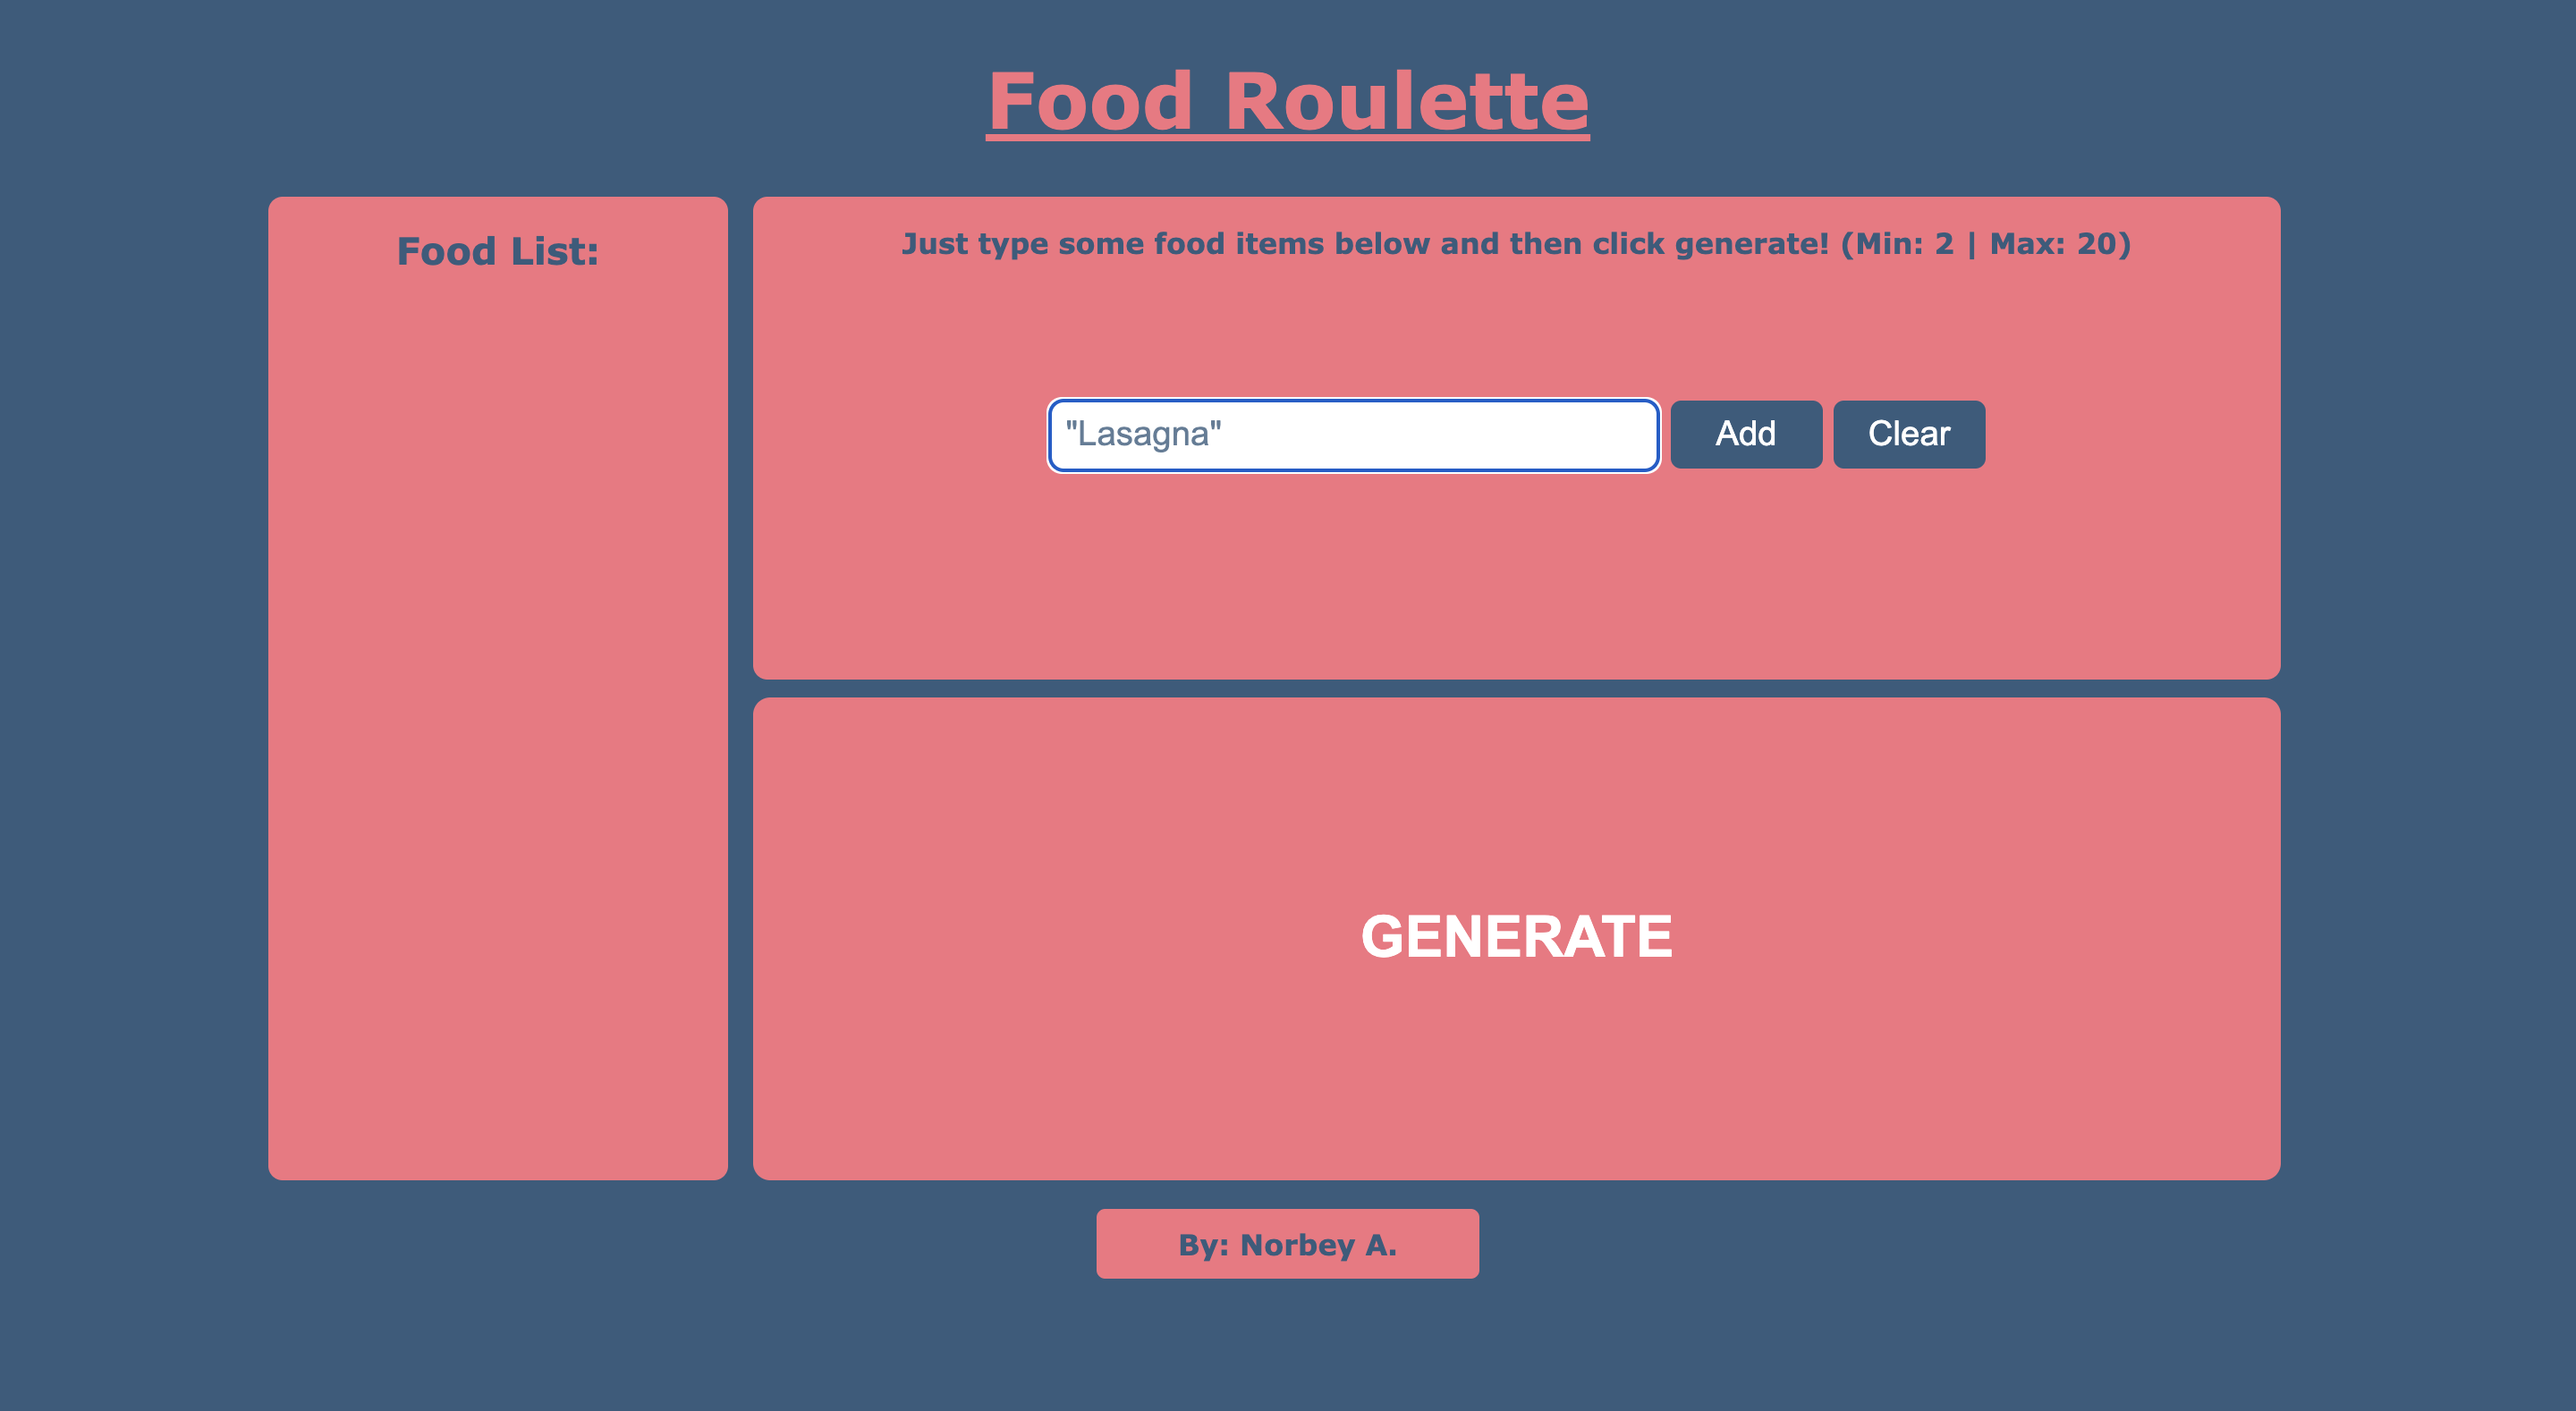 Food Roulette
Food List:
Just type some food items below and then click generate! (Min: 2 | Max: 20)
"Lasagna"
Add
Clear
GENERATE
By: Norbey A.